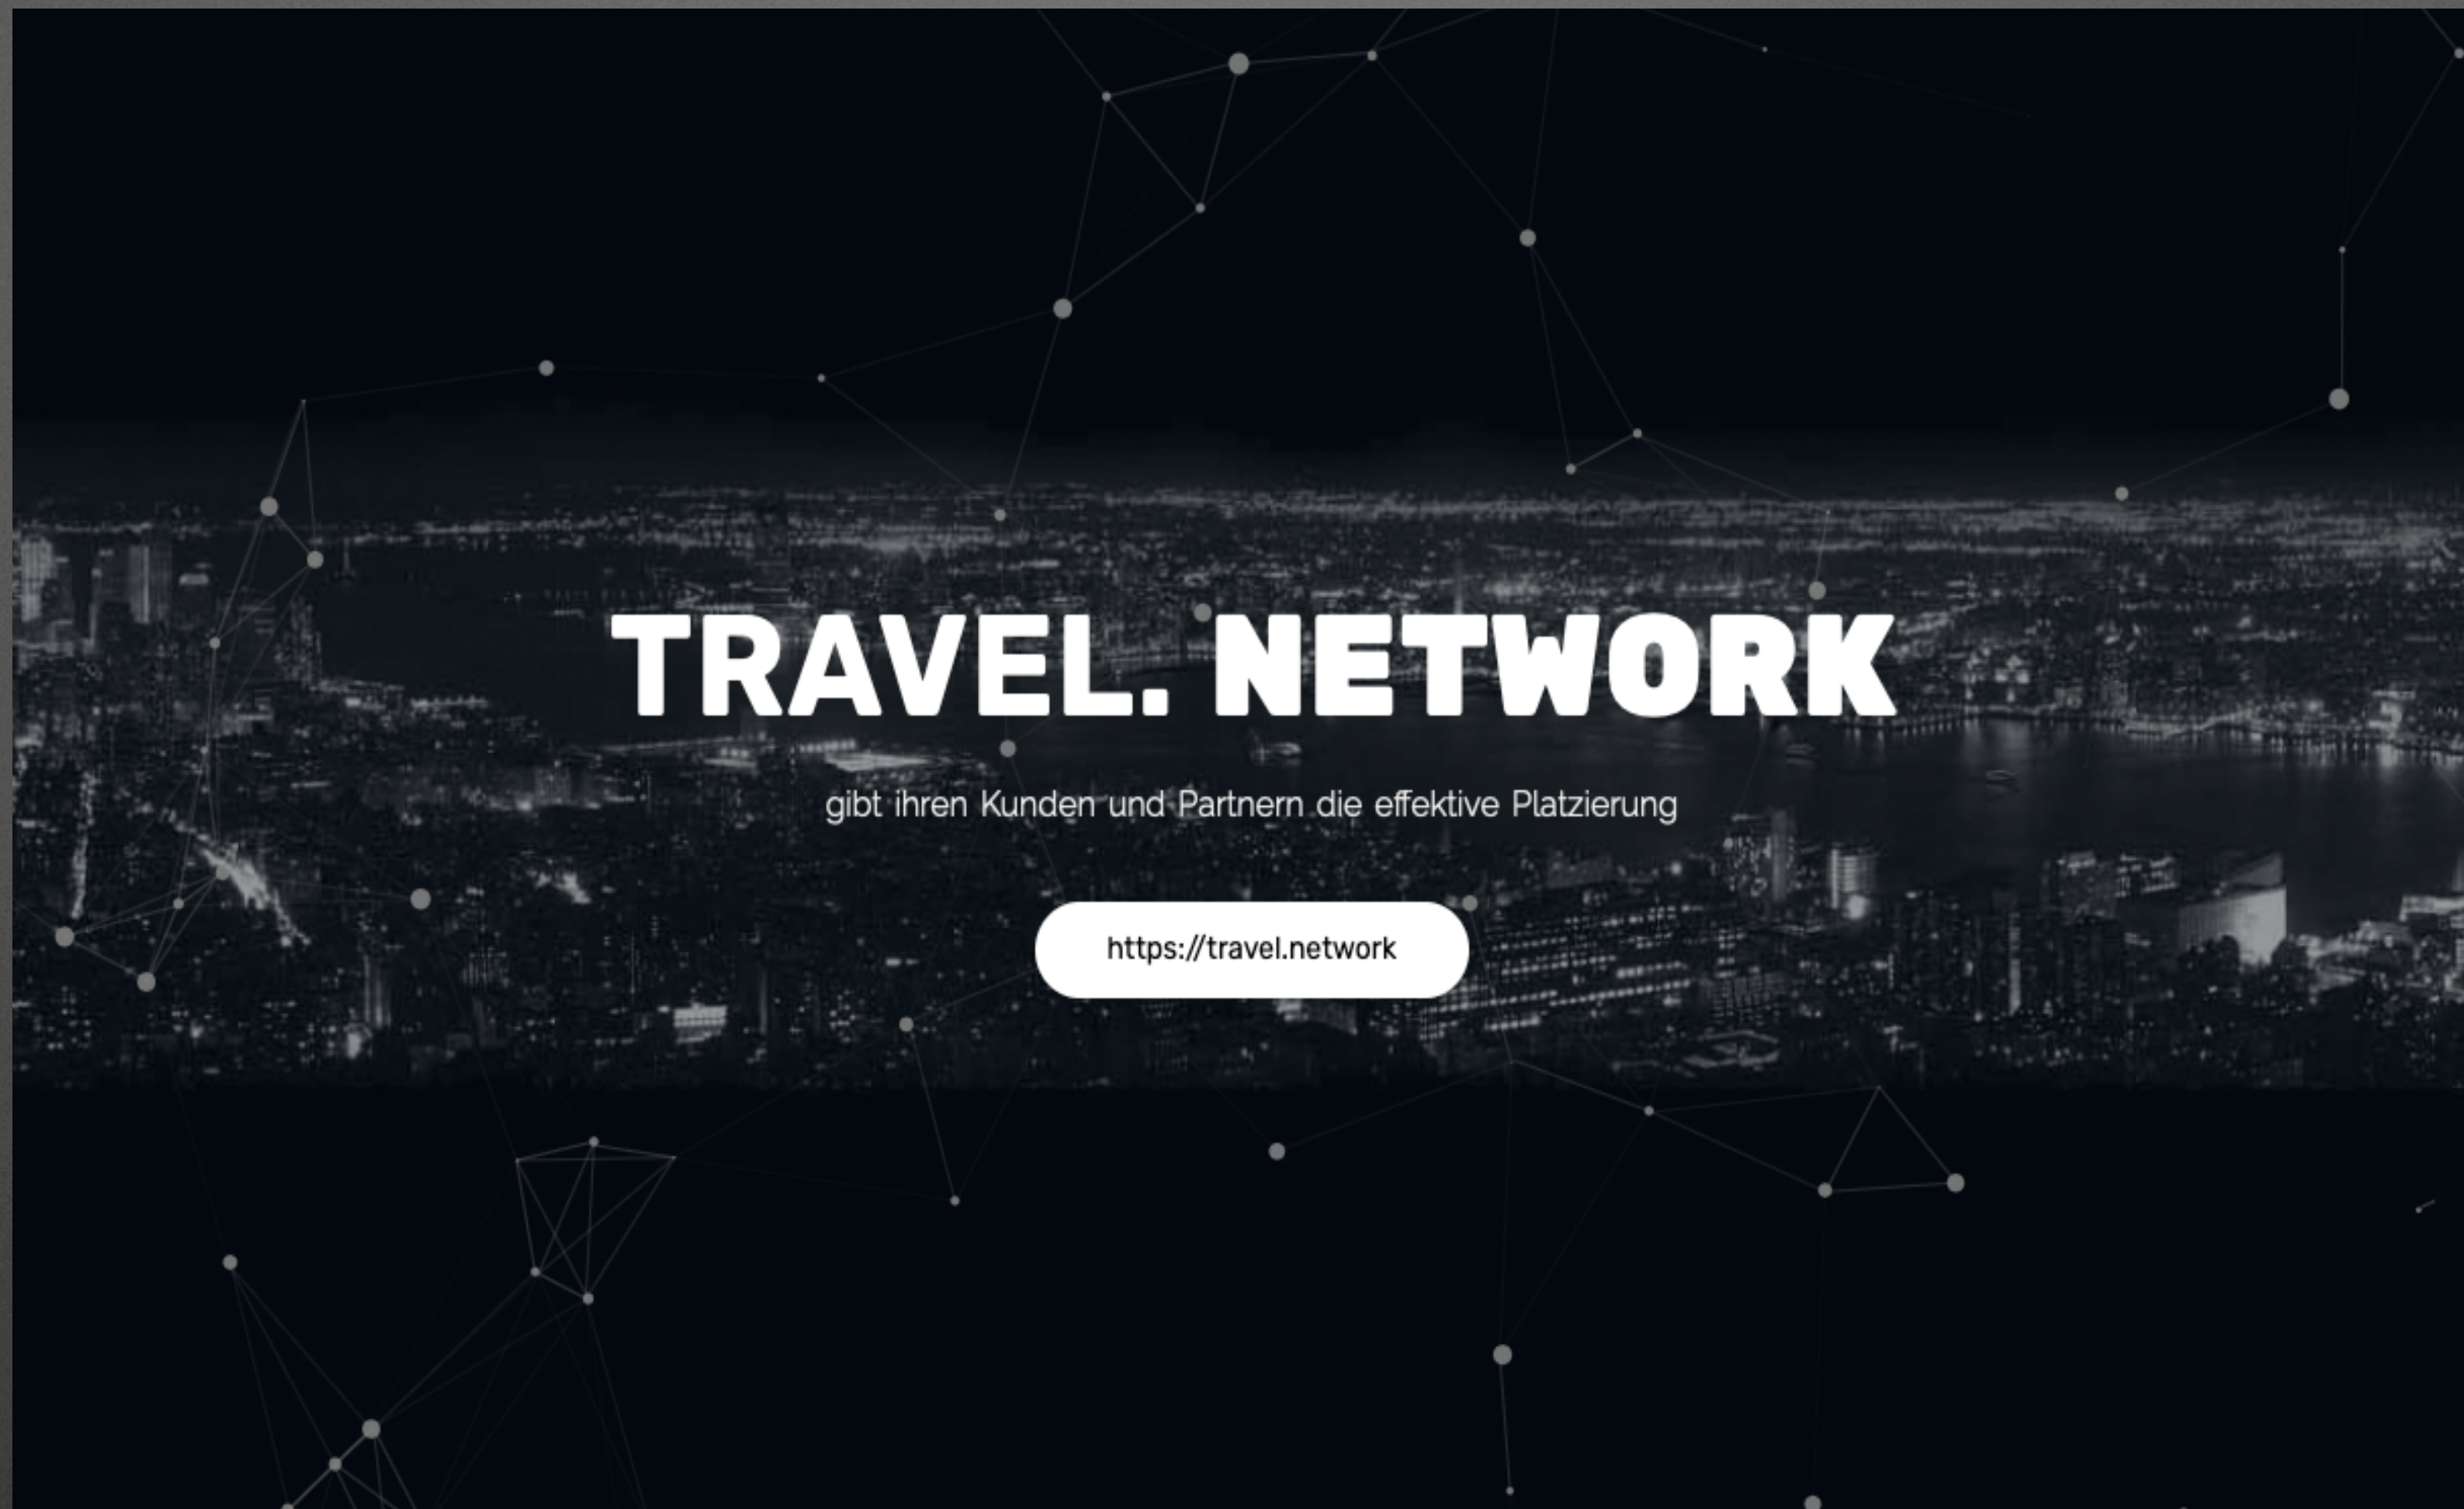 TRAVEL. NETWORK
gibt ihren Kunden und Partnern die effektive Platzierung
https://travel.network